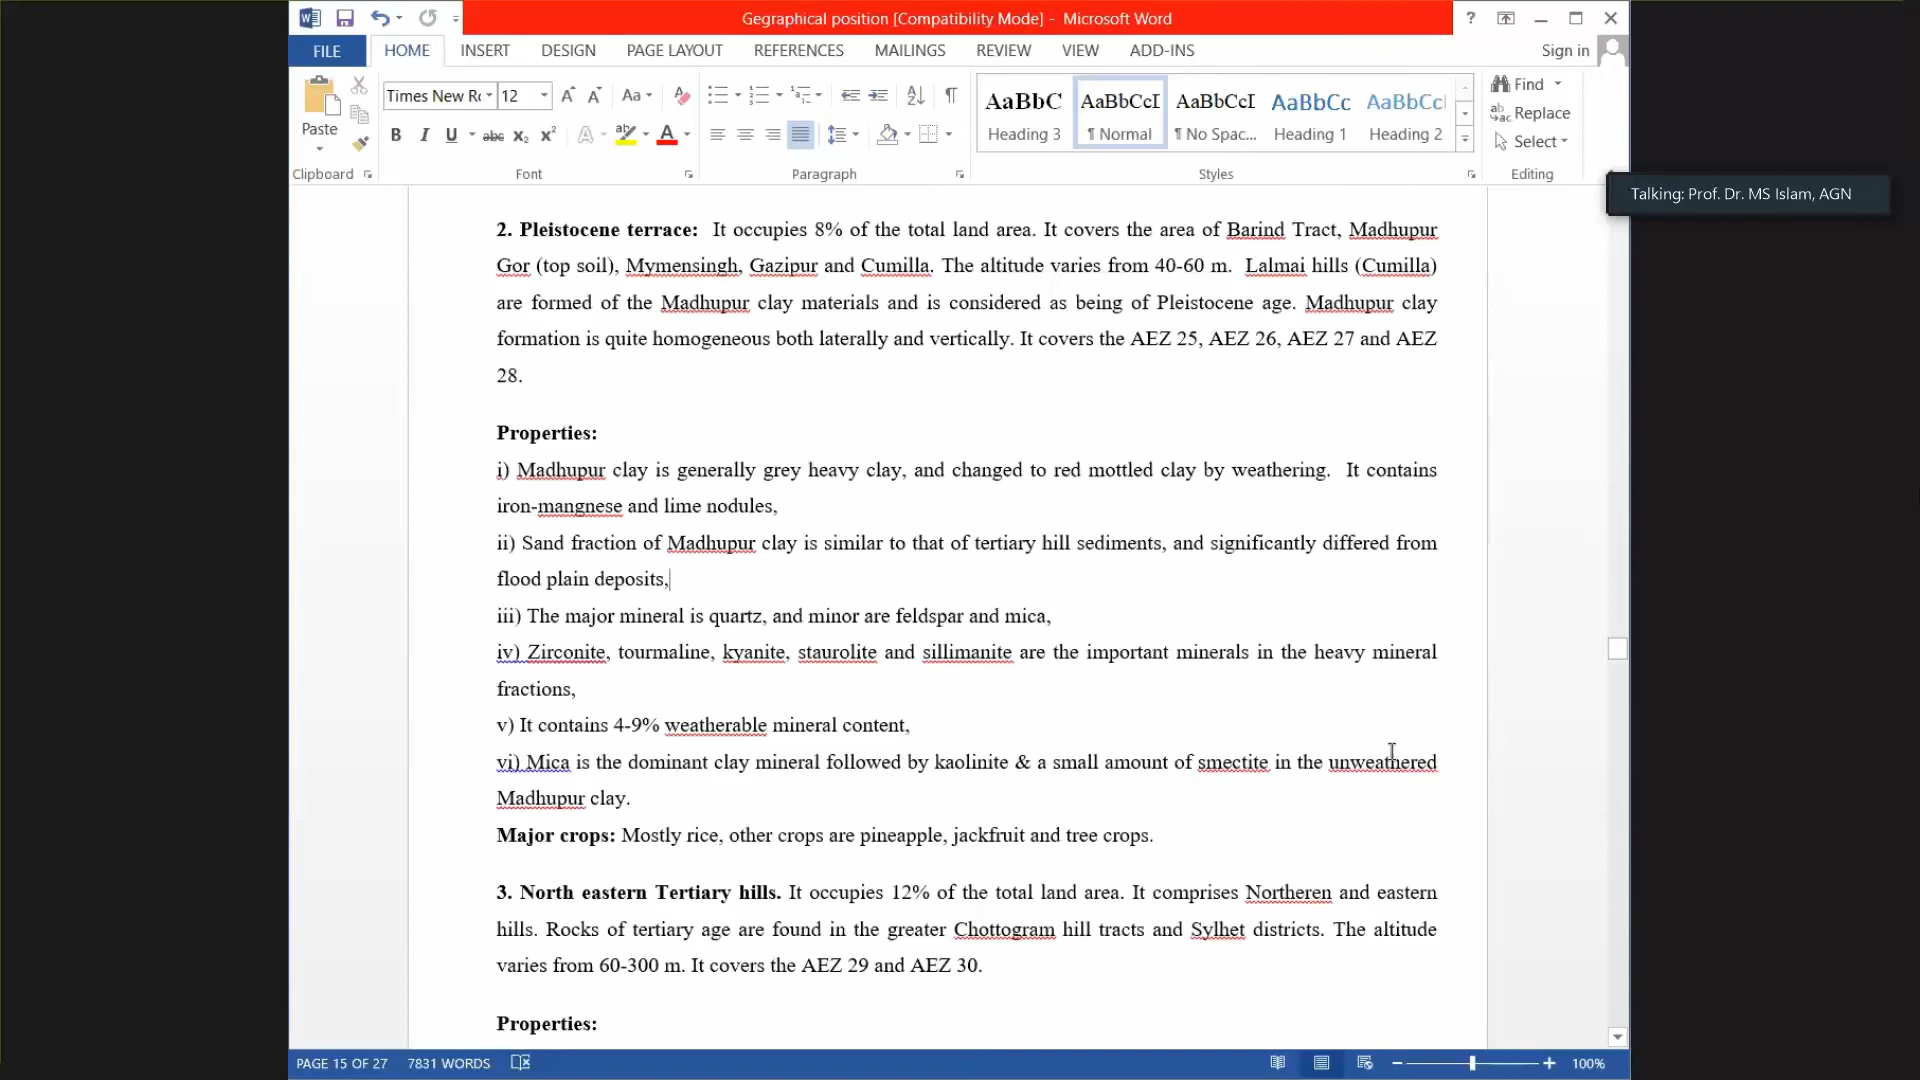 Gegraphical position [Compatibility Mode] - Microsoft Word
?
FILE HOME INSERT DESIGN PAGE LAYOUT REFERENCES MAILINGS REVIEW VIEW ADD-INS Sign in
Paste
Times New Ro 12
AaBbC AaBbCcI AaBbCcI AaBbCc AaBbCcl
Heading 3 ¶ Normal ¶ No Spac... Heading 1 Heading 2
Find
Replace
Select
Clipboard Font Paragraph Styles Editing
Talking: Prof. Dr. MS Islam, AGN
2. Pleistocene terrace: It occupies 8% of the total land area. It covers the area of Barind Tract, Madhupur
Gor (top soil), Mymensingh, Gazipur and Cumilla. The altitude varies from 40-60 m. Lalmai hills (Cumilla)
are formed of the Madhupur clay materials and is considered as being of Pleistocene age. Madhupur clay
formation is quite homogeneous both laterally and vertically. It covers the AEZ 25, AEZ 26, AEZ 27 and AEZ
28.
Properties:
i) Madhupur clay is generally grey heavy clay, and changed to red mottled clay by weathering. It contains
iron-mangnese and lime nodules,
ii) Sand fraction of Madhupur clay is similar to that of tertiary hill sediments, and significantly differed from
flood plain deposits,
iii) The major mineral is quartz, and minor are feldspar and mica,
iv) Zirconite, tourmaline, kyanite, staurolite and sillimanite are the important minerals in the heavy mineral
fractions,
v) It contains 4-9% weatherable mineral content,
vi) Mica is the dominant clay mineral followed by kaolinite & a small amount of smectite in the unweathered
Madhupur clay.
Major crops: Mostly rice, other crops are pineapple, jackfruit and tree crops.
3. North eastern Tertiary hills. It occupies 12% of the total land area. It comprises Northeren and eastern
hills. Rocks of tertiary age are found in the greater Chottogram hill tracts and Sylhet districts. The altitude
varies from 60-300 m. It covers the AEZ 29 and AEZ 30.
Properties:
PAGE 15 OF 27 7831 WORDS 100%